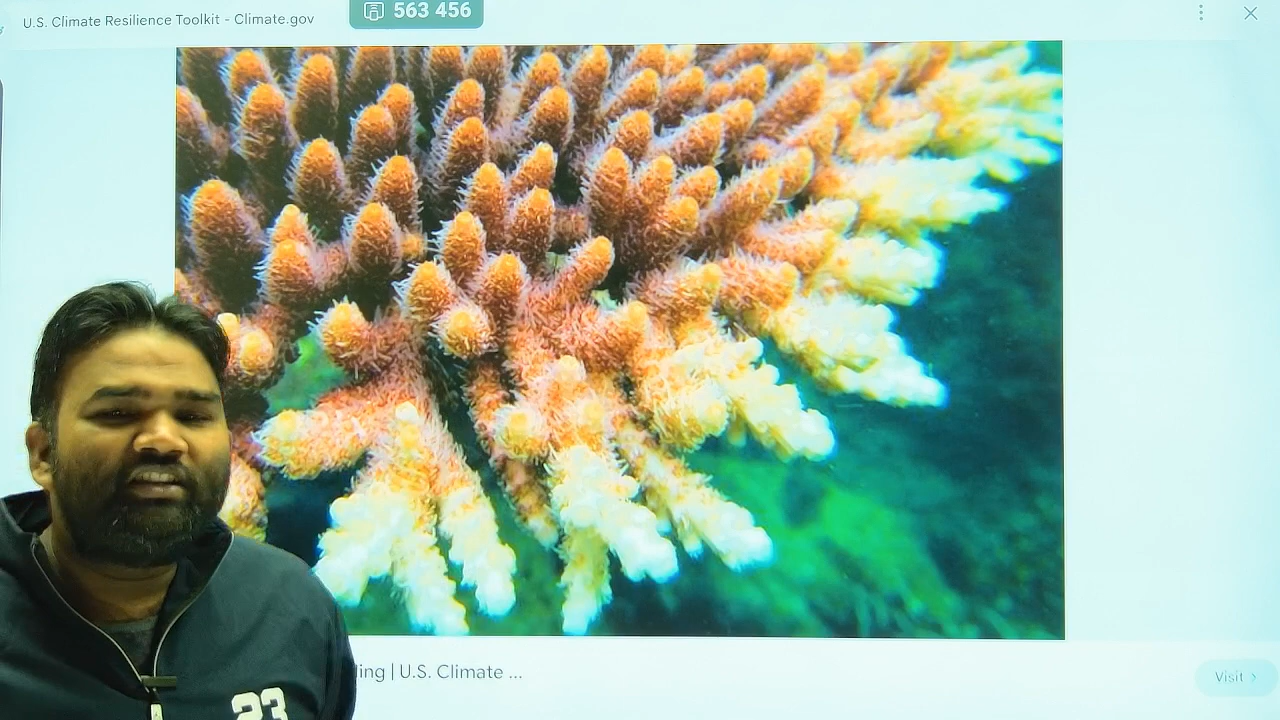 U.S. Climate Resilience Toolkit - Climate.gov
563 456
ling | U.S. Climate ...
Visit >
23